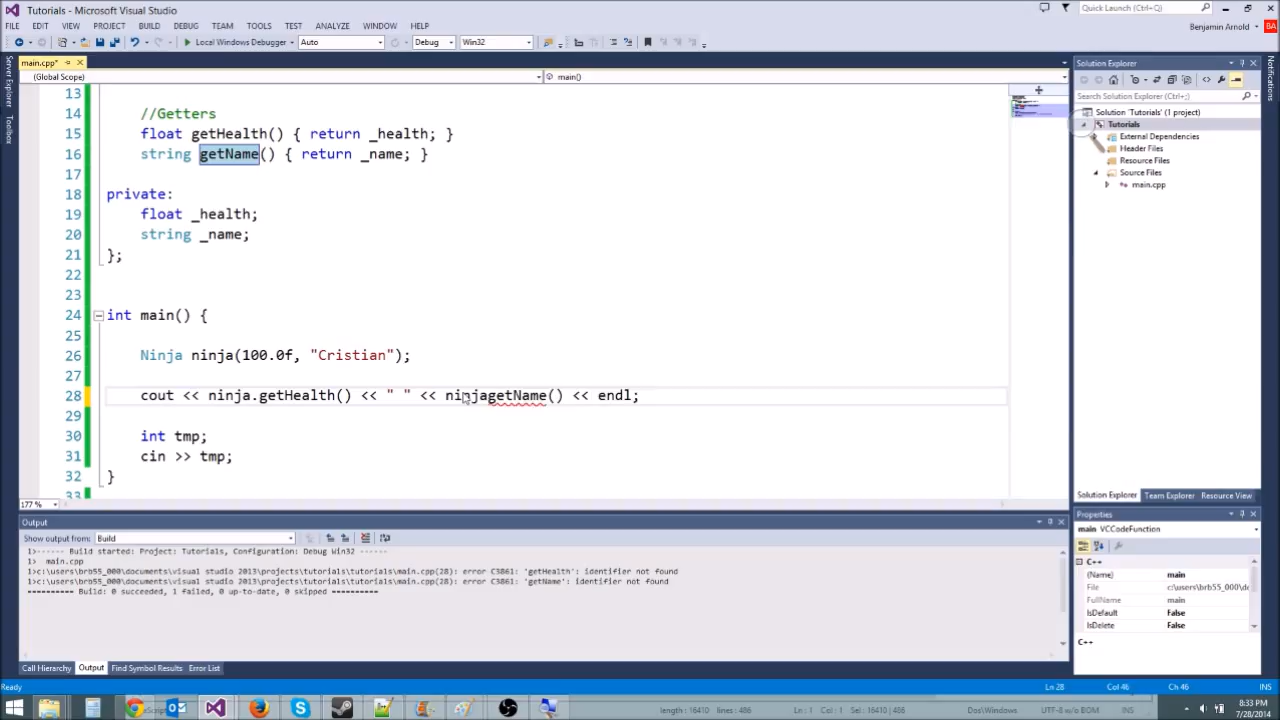 Tutorials - Microsoft Visual Studio
Quick Launch (Ctrl+Q)
FILE EDIT VIEW PROJECT BUILD DEBUG TEAM TOOLS TEST ANALYZE WINDOW HELP
Benjamin Arnold BA
Local Windows Debugger Auto Debug Win32
Server Explorer
Toolbox
main.cpp*
(Global Scope) main()
13
14 //Getters
15 float getHealth() { return _health; }
16 string getName() { return _name; }
17
18 private:
19 float _health;
20 string _name;
21 };
22
23
24 int main() {
25
26 Ninja ninja(100.0f, "Cristian");
27
28 cout << ninja.getHealth() << " " << ninjagetName() << endl;
29
30 int tmp;
31 cin >> tmp;
32 }
33
177 %
Solution Explorer
Search Solution Explorer (Ctrl+;)
Solution 'Tutorials' (1 project)
Tutorials
External Dependencies
Header Files
Resource Files
Source Files
main.cpp
Notifications
Solution Explorer Team Explorer Resource View
Properties
main VCCodeFunction
C++
(Name) main
File c:\users\brb55_000\do
FullName main
IsDefault False
IsDelete False
C++
Output
Show output from: Build
1>------ Build started: Project: Tutorials, Configuration: Debug Win32 ------
1> main.cpp
1>c:\users\brb55_000\documents\visual studio 2013\projects\tutorials\tutorials\main.cpp(28): error C3861: 'getHealth': identifier not found
1>c:\users\brb55_000\documents\visual studio 2013\projects\tutorials\tutorials\main.cpp(28): error C3861: 'getName': identifier not found
========== Build: 0 succeeded, 1 failed, 0 up-to-date, 0 skipped ==========
Call Hierarchy Output Find Symbol Results Error List
Ready Ln 28 Col 46 Ch 46 INS
length : 16410 lines : 486 Ln : 1 Col : 1 Sel : 16410 | 486 Dos\Windows UTF-8 w/o BOM INS
8:33 PM
7/28/2014